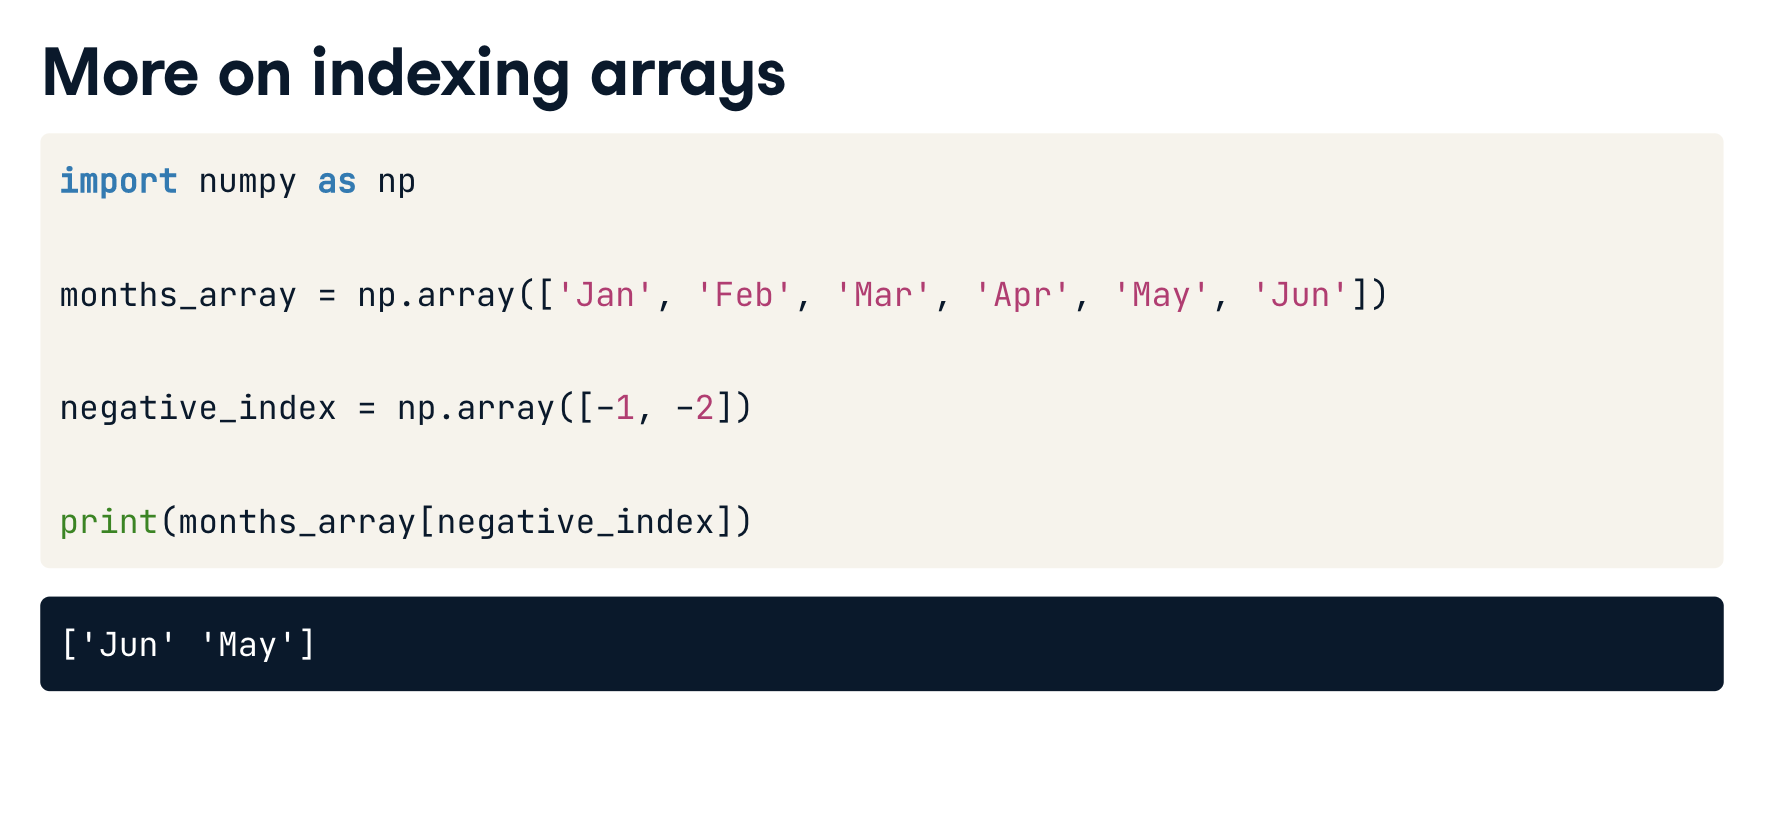 More on indexing arrays
import numpy as np
months_array = np.array(['Jan', 'Feb', 'Mar', 'Apr', 'May', 'Jun'])
negative_index = np.array([-1, -2])
print(months_array[negative_index])
['Jun' 'May']